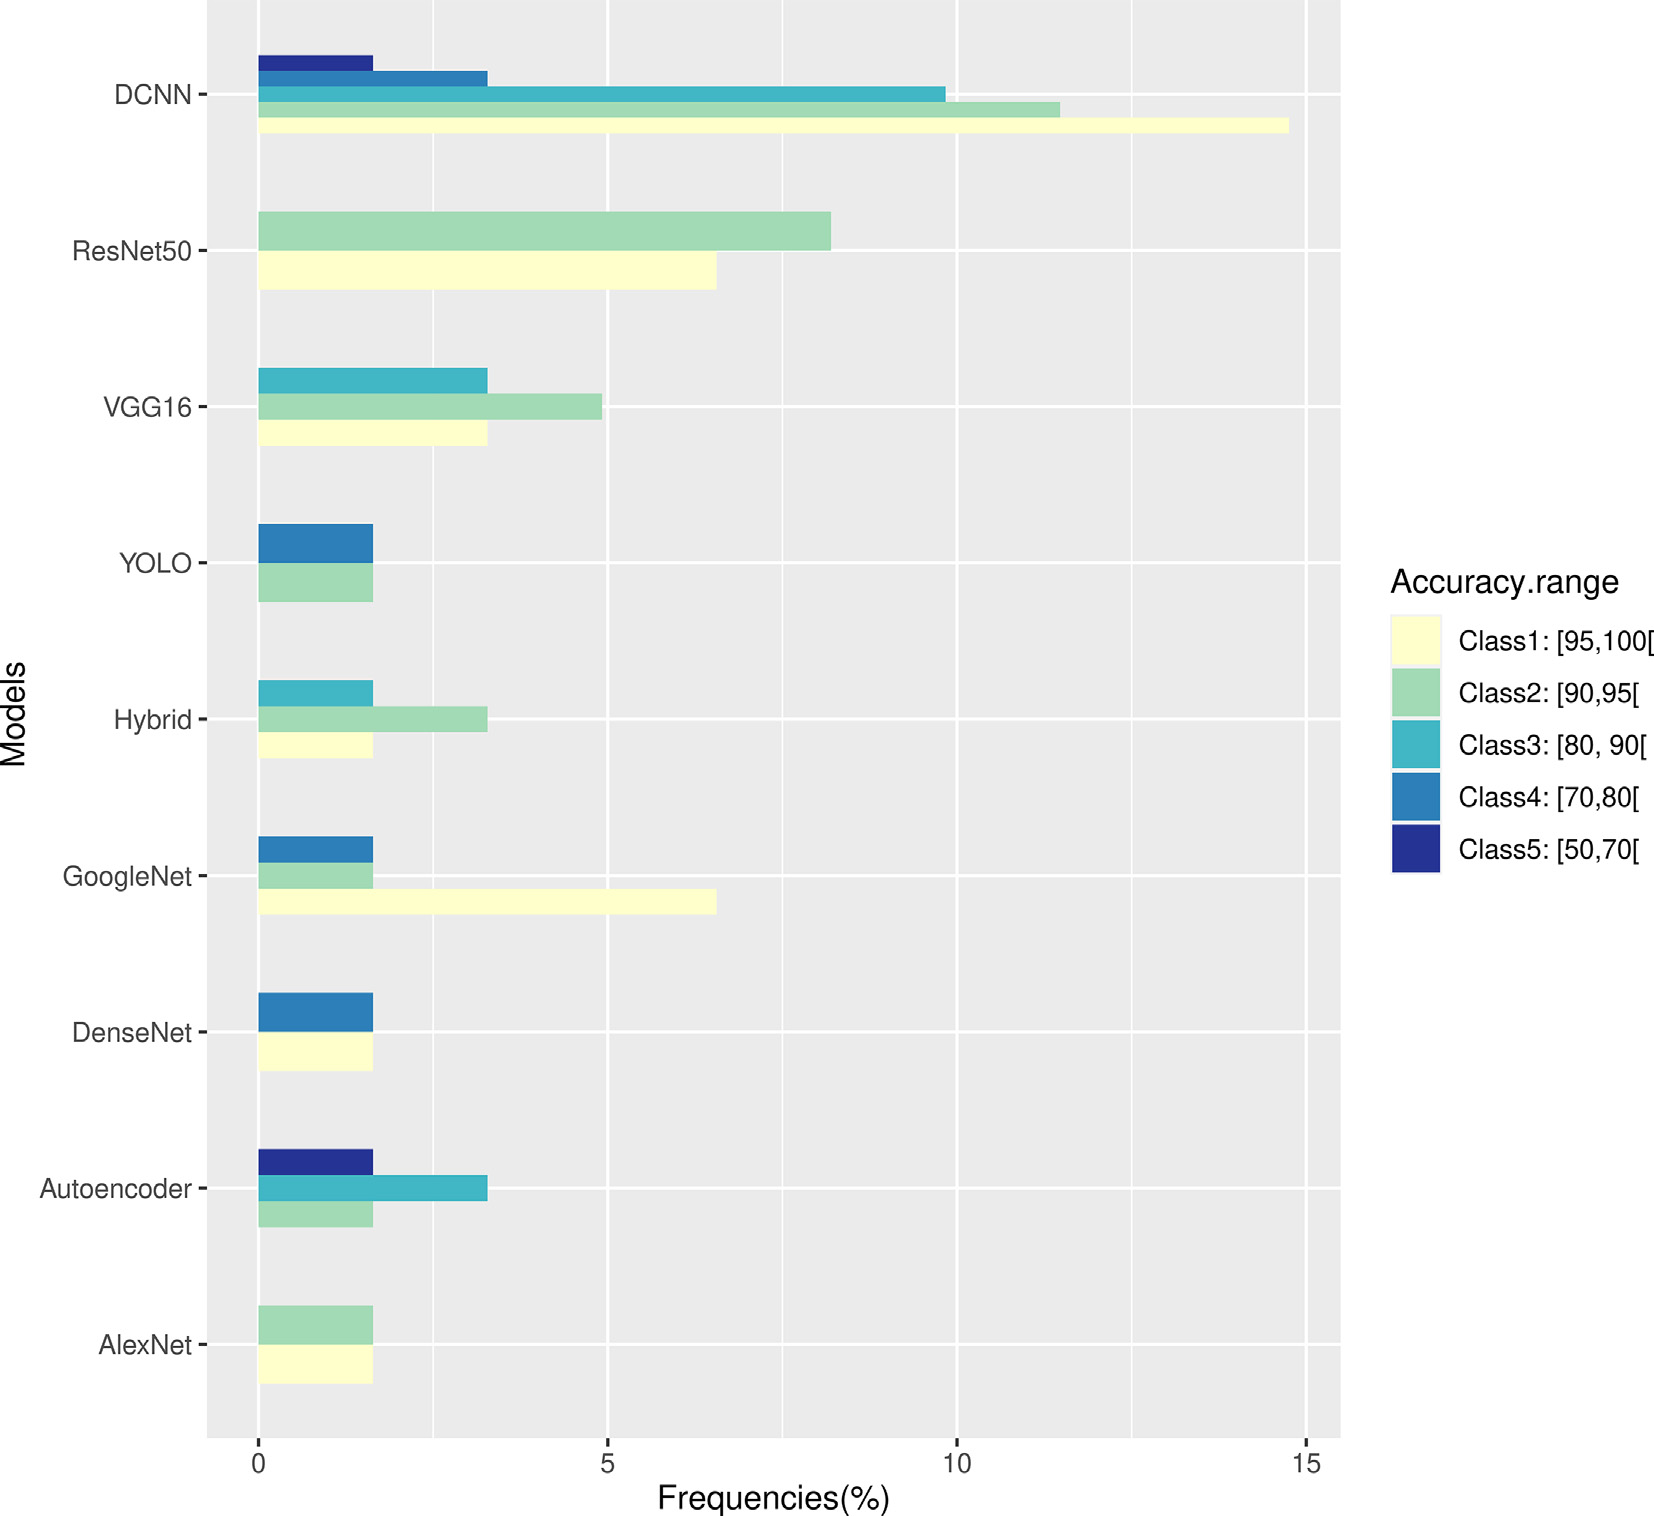 DCNN
ResNet50
VGG16
YOLO
Hybrid
GoogleNet
DenseNet
Autoencoder
AlexNet
Models
0 5 10 15
Frequencies(%)
Accuracy.range
Class1: [95,100[
Class2: [90,95[
Class3: [80, 90[
Class4: [70,80[
Class5: [50,70[